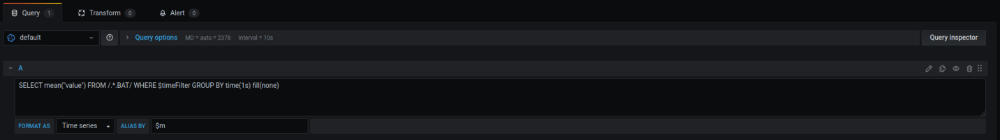 Query 1 Transform 0 Alert 0
default Query options MD = auto = 2378 Interval = 10s Query inspector
A
SELECT mean("value") FROM /.*.BAT/ WHERE $timeFilter GROUP BY time(1s) fill(none)
FORMAT AS Time series ALIAS BY $m